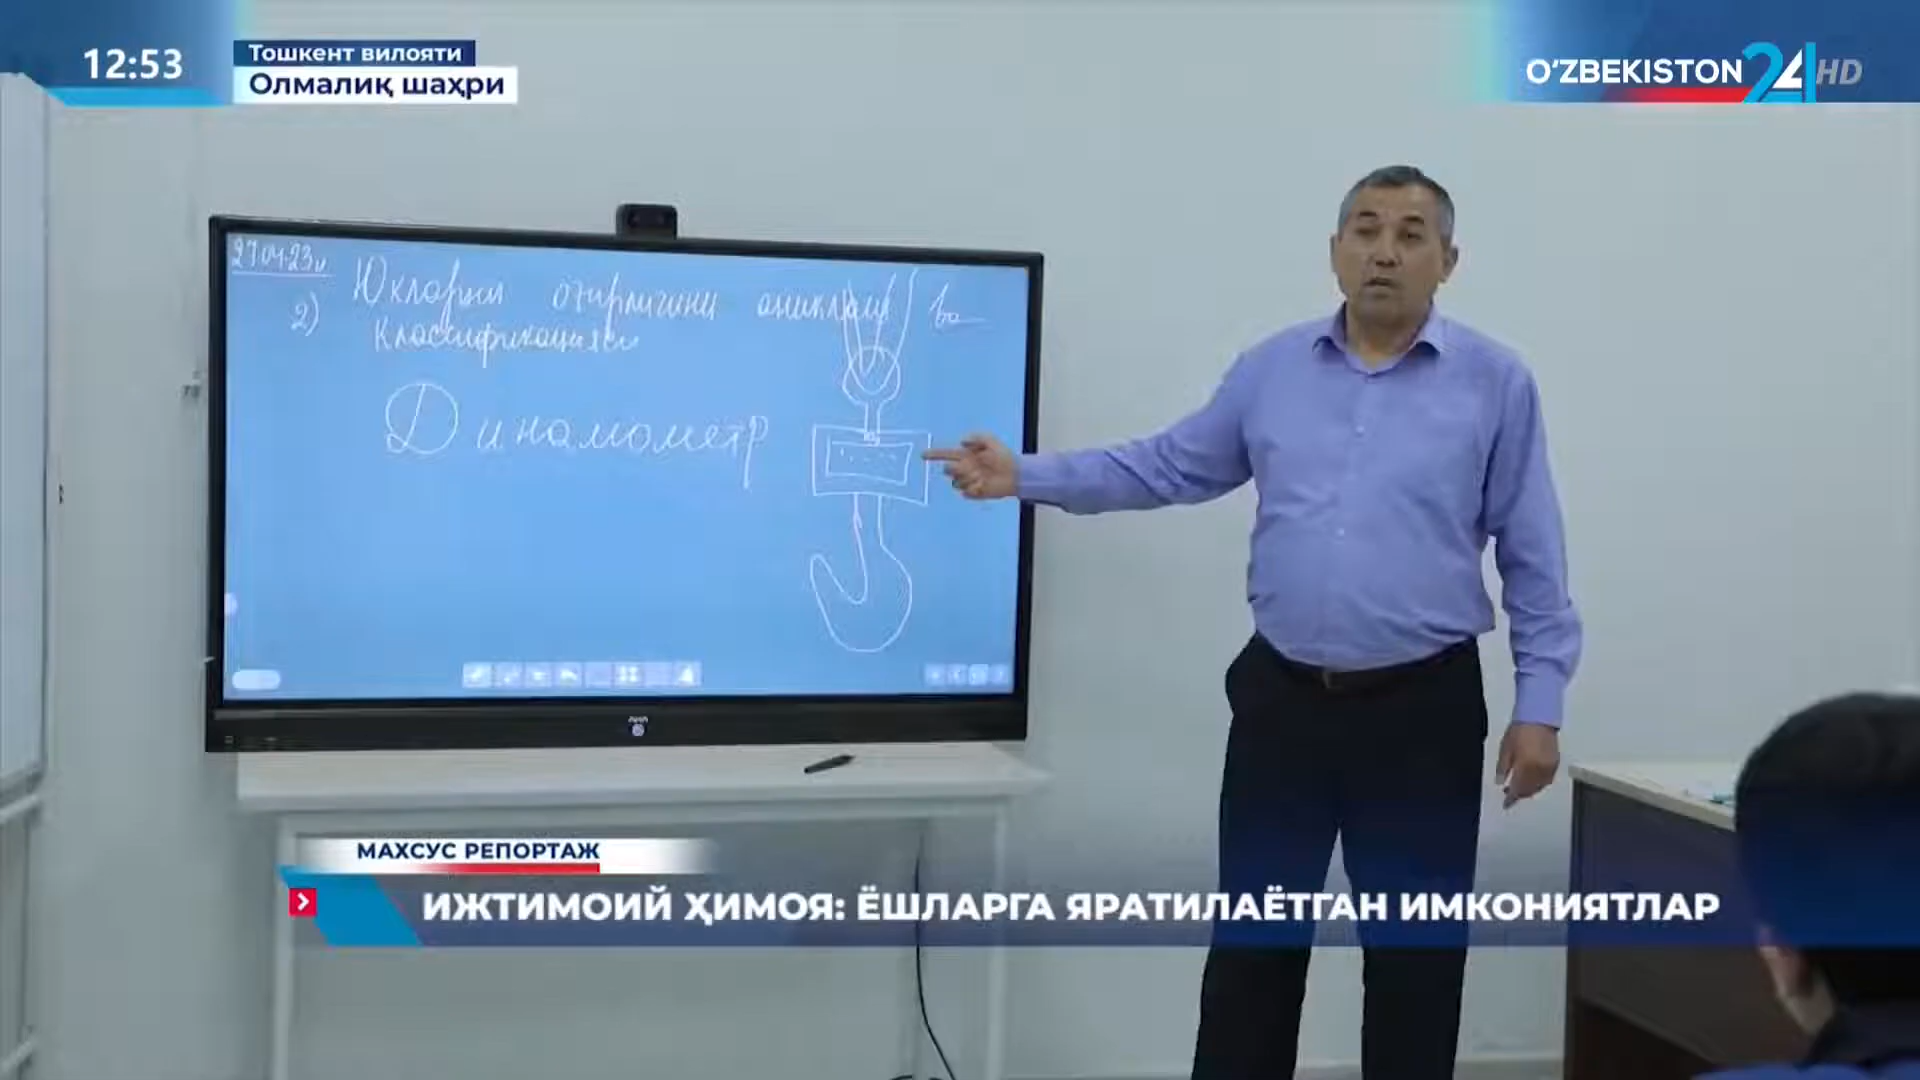 12:53
Тошкент вилояти
Олмалиқ шаҳри
O'ZBEKISTON 24 HD
27.04.23й
2) Юкларни оғирлигини аниклаш ва
классификацияси
Динамометр
МАХСУС РЕПОРТАЖ
ИЖТИМОИЙ ҲИМОЯ: ЁШЛАРГА ЯРАТИЛАЁТГАН ИМКОНИЯТЛАР